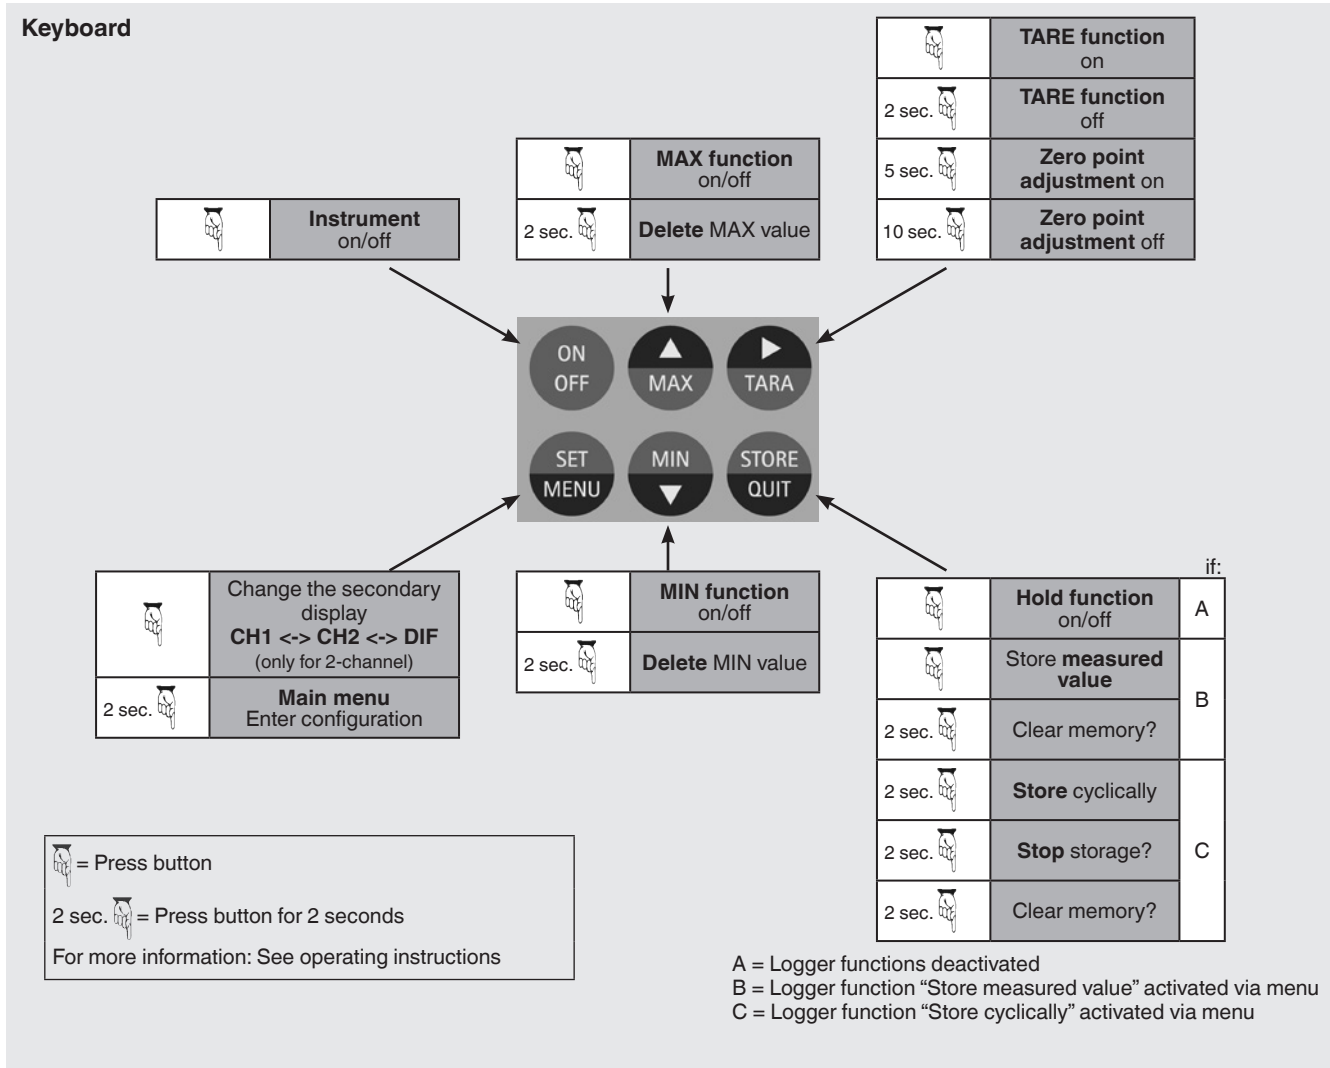 Keyboard
TARE function
on
2 sec.
TARE function
off
5 sec.
Zero point
adjustment on
10 sec.
Zero point
adjustment off
MAX function
on/off
2 sec.
Delete MAX value
Instrument
on/off
ON
OFF
MAX
TARA
SET
MENU
MIN
STORE
QUIT
Change the secondary
display
CH1 <-> CH2 <-> DIF
(only for 2-channel)
2 sec.
Main menu
Enter configuration
MIN function
on/off
2 sec.
Delete MIN value
if:
Hold function
on/off
A
Store measured
value
B
2 sec.
Clear memory?
2 sec.
Store cyclically
2 sec.
Stop storage?
C
2 sec.
Clear memory?
= Press button
2 sec. = Press button for 2 seconds
For more information: See operating instructions
A = Logger functions deactivated
B = Logger function “Store measured value” activated via menu
C = Logger function “Store cyclically” activated via menu